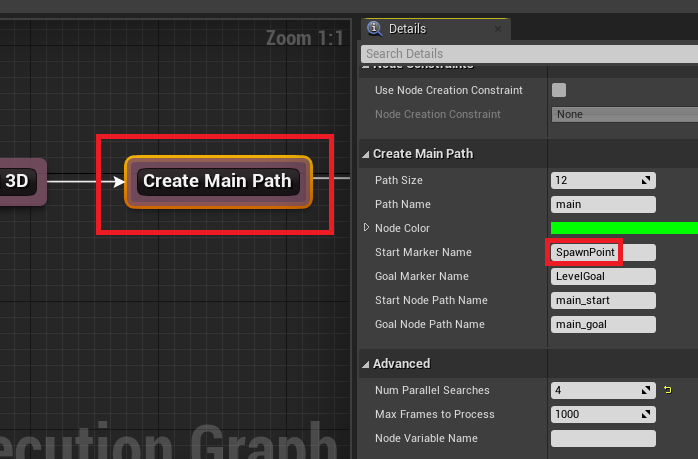 Zoom 1:1
3D
Create Main Path
ecution Graph
Details
Search Details
Node Constraints
Use Node Creation Constraint
Node Creation Constraint None
Create Main Path
Path Size 12
Path Name main
Node Color
Start Marker Name SpawnPoint
Goal Marker Name LevelGoal
Start Node Path Name main_start
Goal Node Path Name main_goal
Advanced
Num Parallel Searches 4
Max Frames to Process 1000
Node Variable Name